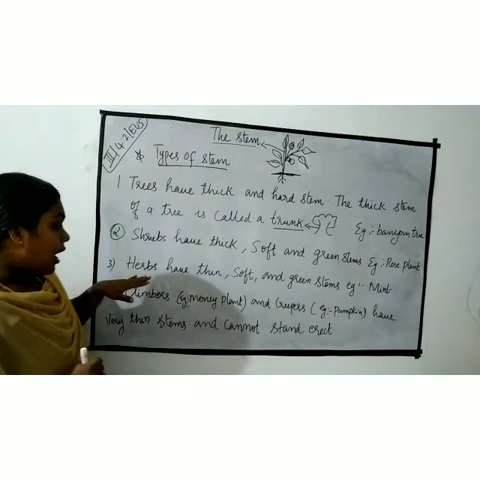 III/4.2/EVS
The stem
* Types of stem
1 Trees have thick and hard stem. The thick stem
of a tree is called a trunk Eg:- banyan tree
② Shrubs have thick, Soft and green stems Eg:- Rose plant
3) Herbs have thin, Soft, and green stems eg:- Mint
climbers (eg:money plant) and Creepers (eg:- pumpkin) have
Very thin stems and cannot stand erect